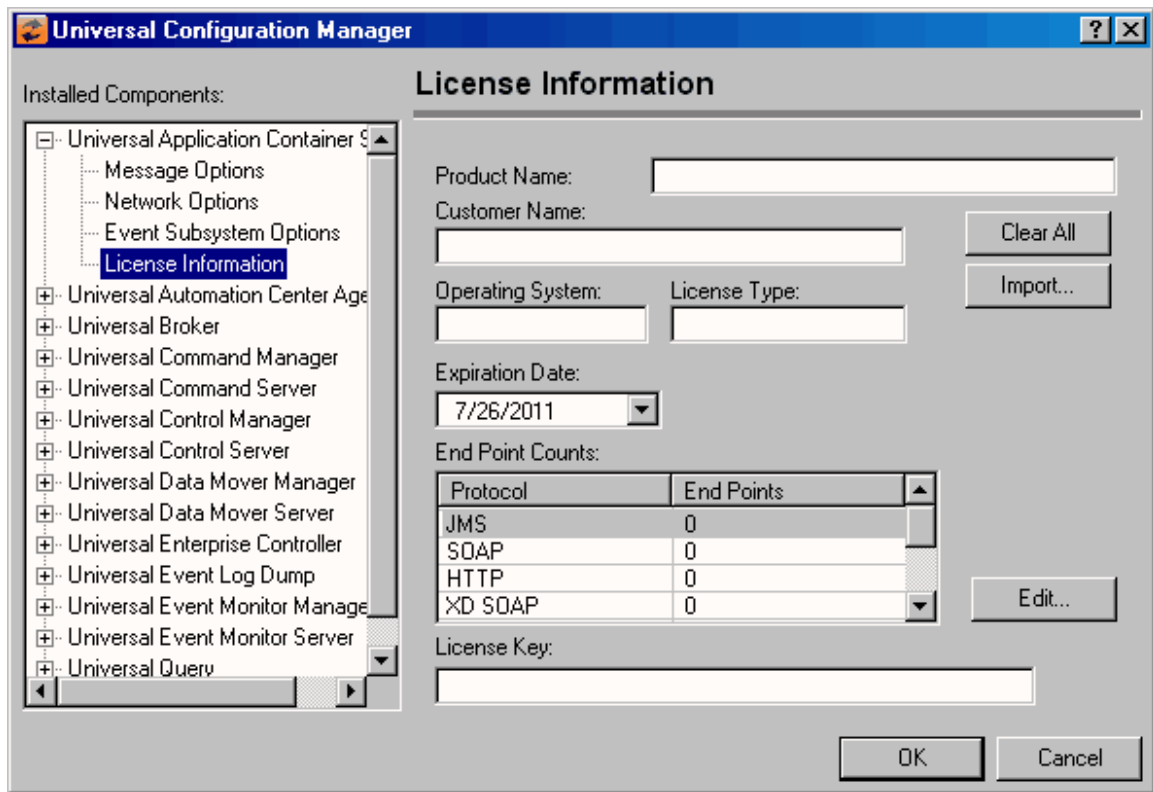 Universal Configuration Manager
Installed Components:
Universal Application Container S
Message Options
Network Options
Event Subsystem Options
License Information
Universal Automation Center Age
Universal Broker
Universal Command Manager
Universal Command Server
Universal Control Manager
Universal Control Server
Universal Data Mover Manager
Universal Data Mover Server
Universal Enterprise Controller
Universal Event Log Dump
Universal Event Monitor Manage
Universal Event Monitor Server
Universal Query
License Information
Product Name:
Customer Name:
Clear All
Operating System: License Type:
Import...
Expiration Date:
7/26/2011
End Point Counts:
Protocol End Points
JMS 0
SOAP 0
HTTP 0
XD SOAP 0
Edit...
License Key:
OK Cancel